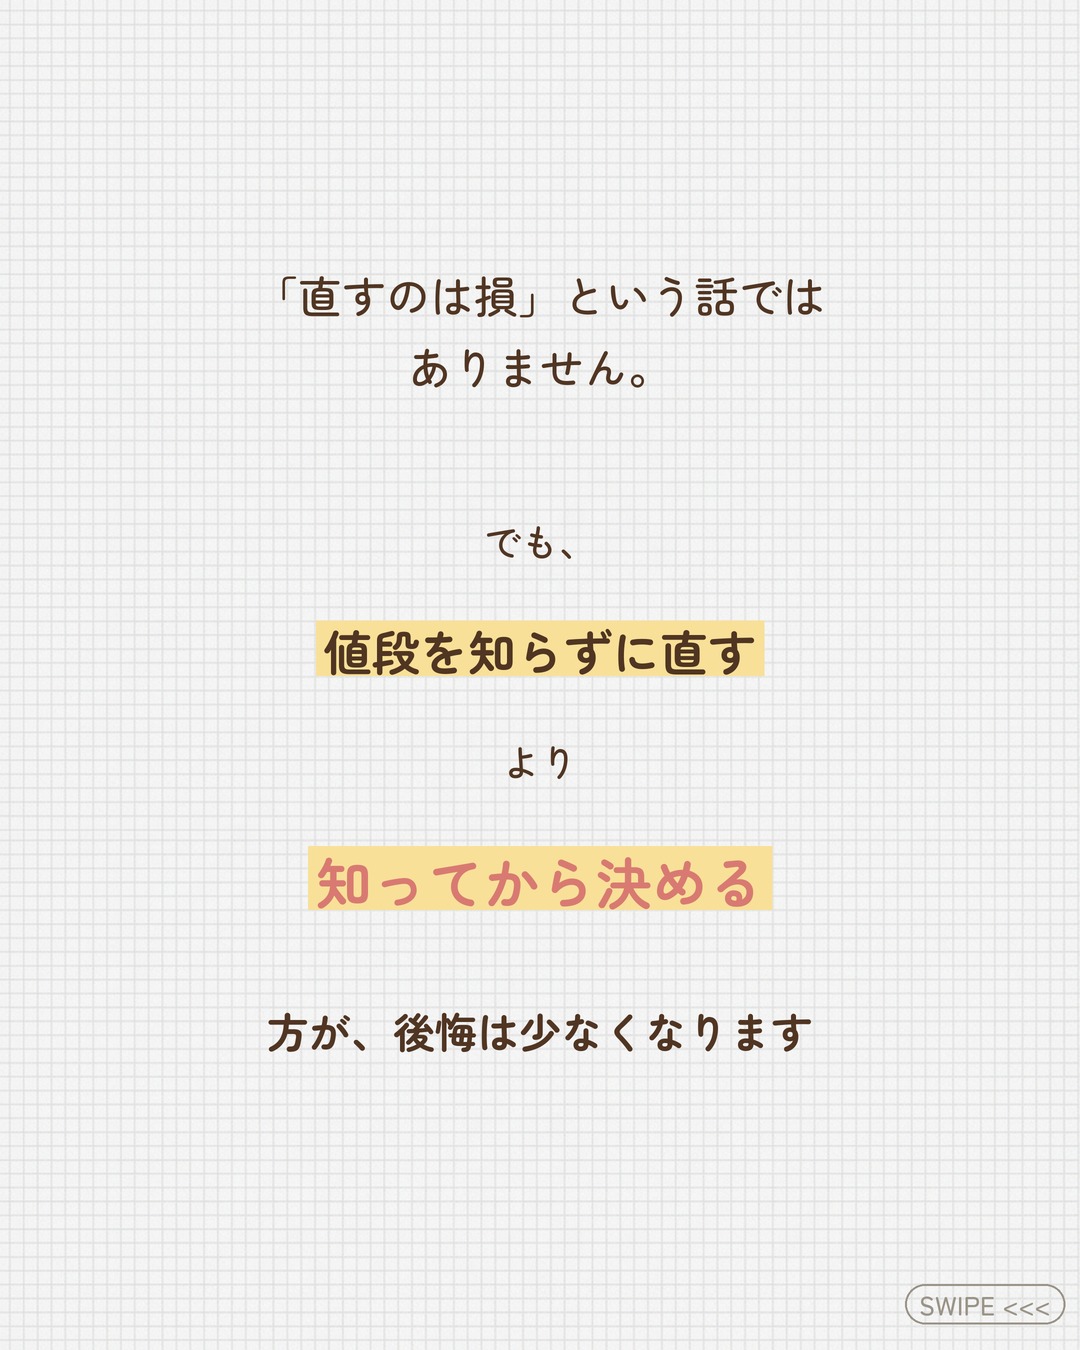 「直すのは損」という話では
ありません。
でも、
値段を知らずに直す
より
知ってから決める
方が、後悔は少なくなります
SWIPE <<<